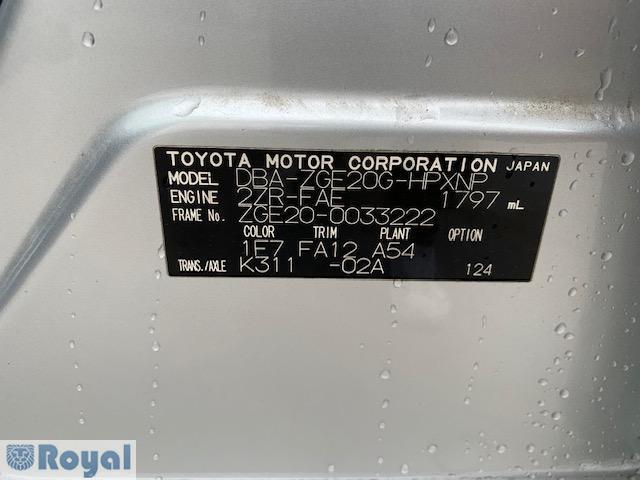 TOYOTA MOTOR CORPORATION JAPAN
MODEL DBA-ZGE20G-HPXNP
ENGINE 2ZR-FAE 1797 mL
FRAME No. ZGE20-0033222
COLOR TRIM PLANT OPTION
1F7 FA12 A54
TRANS./AXLE K311 -02A 124
Royal